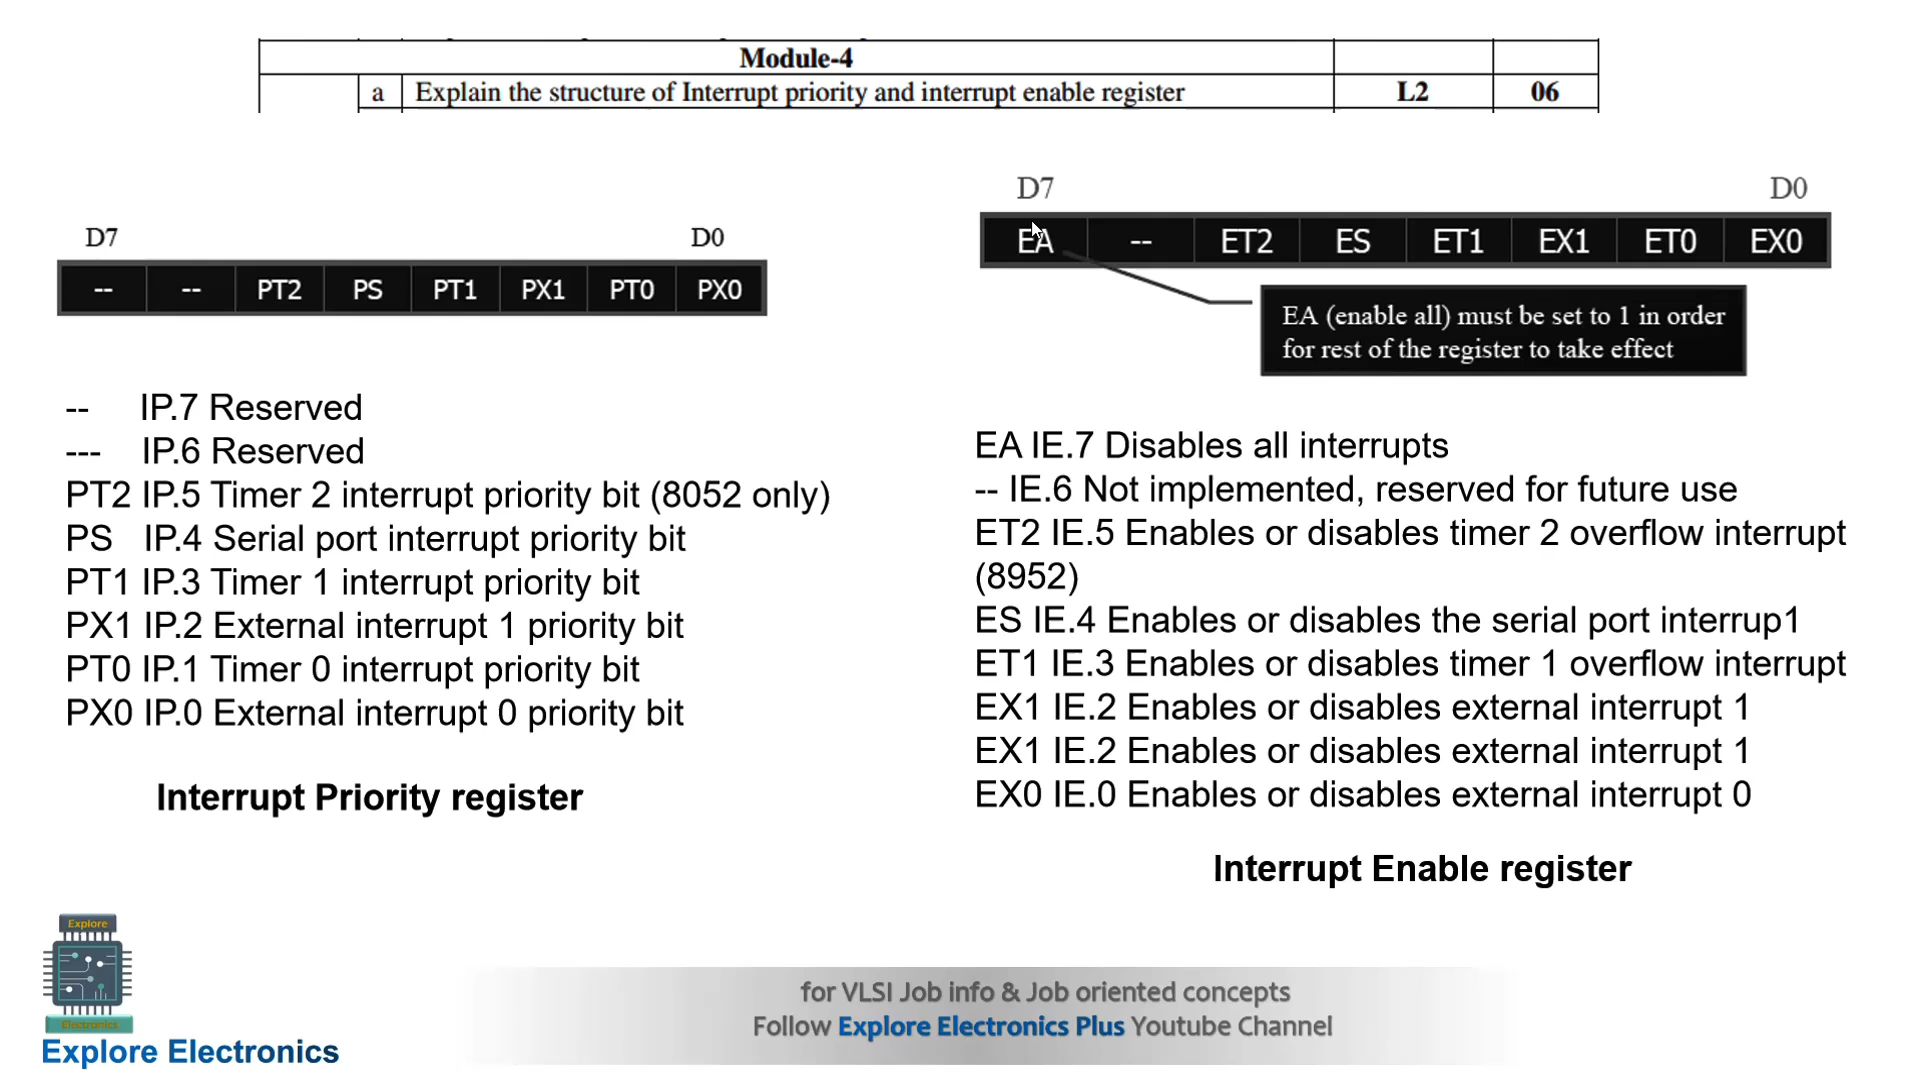 Module-4
a Explain the structure of Interrupt priority and interrupt enable register L2 06
D7 D0
-- -- PT2 PS PT1 PX1 PT0 PX0
-- IP.7 Reserved
--- IP.6 Reserved
PT2 IP.5 Timer 2 interrupt priority bit (8052 only)
PS IP.4 Serial port interrupt priority bit
PT1 IP.3 Timer 1 interrupt priority bit
PX1 IP.2 External interrupt 1 priority bit
PT0 IP.1 Timer 0 interrupt priority bit
PX0 IP.0 External interrupt 0 priority bit
Interrupt Priority register
D7 D0
EA -- ET2 ES ET1 EX1 ET0 EX0
EA (enable all) must be set to 1 in order
for rest of the register to take effect
EA IE.7 Disables all interrupts
-- IE.6 Not implemented, reserved for future use
ET2 IE.5 Enables or disables timer 2 overflow interrupt
(8952)
ES IE.4 Enables or disables the serial port interrup1
ET1 IE.3 Enables or disables timer 1 overflow interrupt
EX1 IE.2 Enables or disables external interrupt 1
EX1 IE.2 Enables or disables external interrupt 1
EX0 IE.0 Enables or disables external interrupt 0
Interrupt Enable register
Explore
Electronics
Explore Electronics
for VLSI Job info & Job oriented concepts
Follow Explore Electronics Plus Youtube Channel